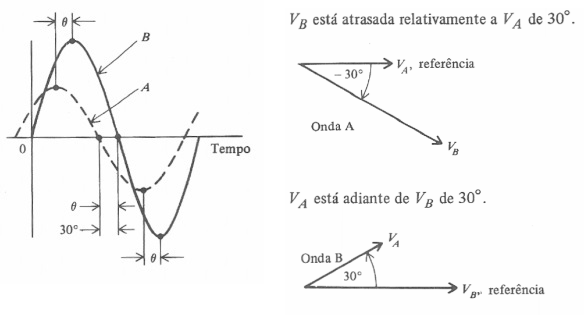 θ
B
A
0
Tempo
θ
30°
θ
V_B está atrasada relativamente a V_A de 30°.
V_A, referência
– 30°
Onda A
V_B
V_A está adiante de V_B de 30°.
V_A
Onda B
30°
V_B, referência